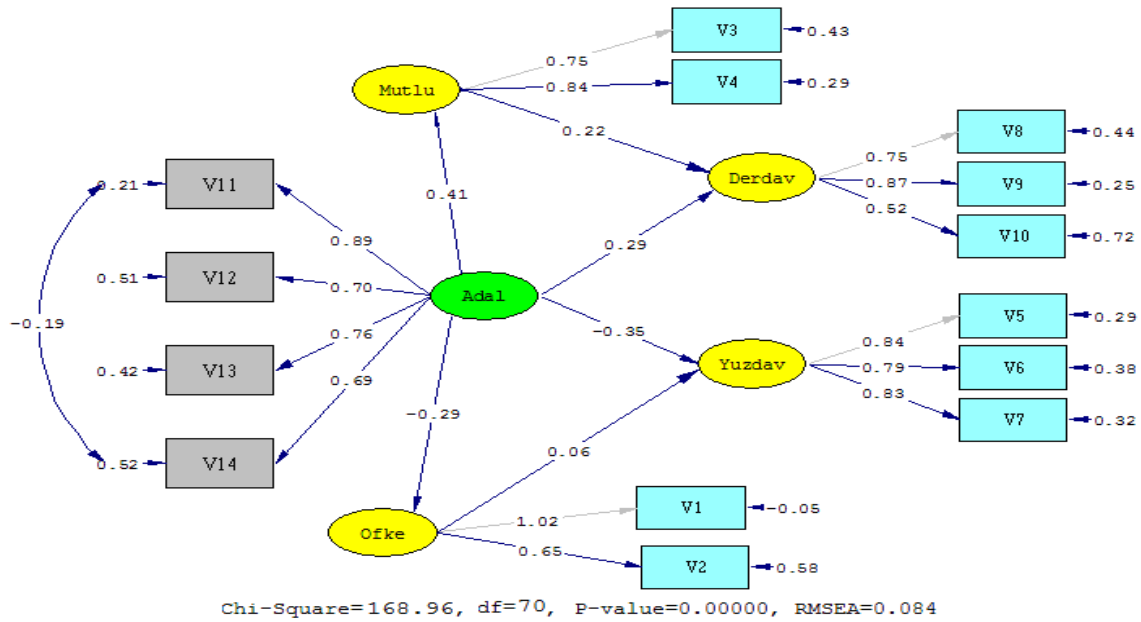 V3
0.43
0.75
Mutlu
0.84
V4
0.29
0.22
V8
0.44
0.75
0.21
V11
Derdav
0.87
V9
0.25
0.41
0.52
V10
0.72
0.89
0.29
0.51
V12
0.70
Adal
-0.19
0.76
-0.35
V5
0.29
0.84
0.42
V13
0.69
Yuzdav
0.79
V6
0.38
0.83
-0.29
V7
0.32
0.06
0.52
V14
V1
-0.05
Ofke
1.02
0.65
V2
0.58
Chi-Square=168.96, df=70, P-value=0.00000, RMSEA=0.084